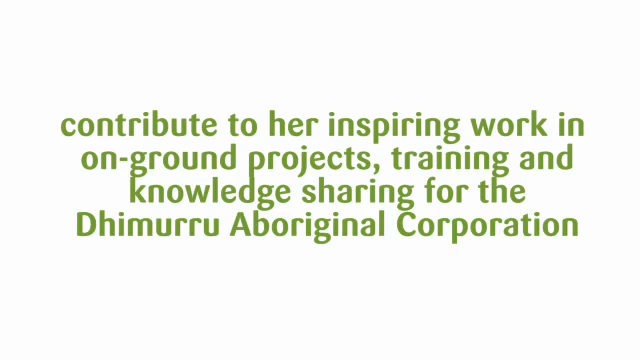 contribute to her inspiring work in
on-ground projects, training and
knowledge sharing for the
Dhimurru Aboriginal Corporation